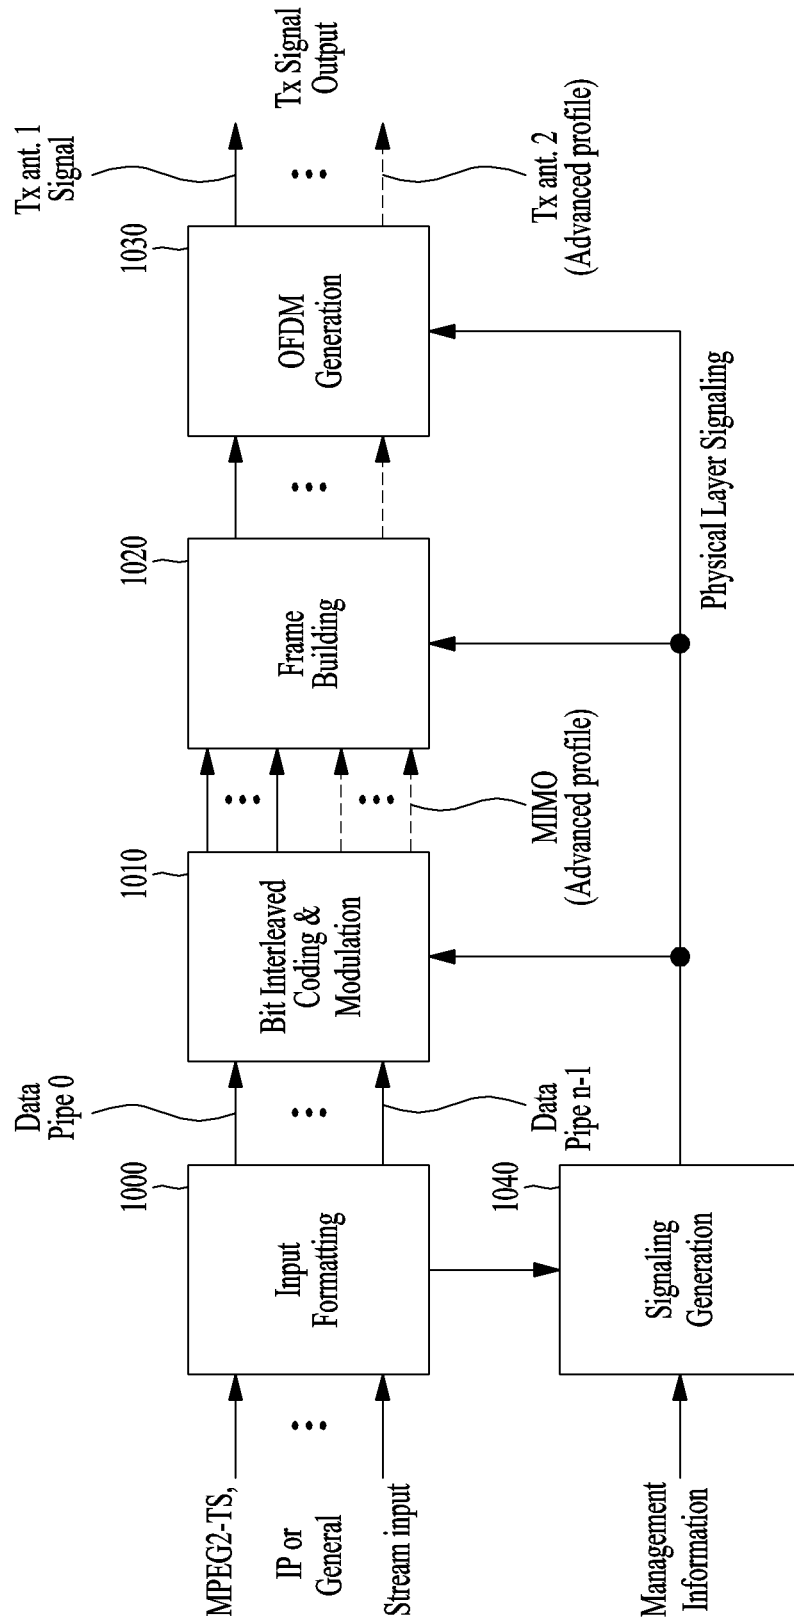 MPEG2-TS,
IP or
General
Stream input
Management
Information
1000
Input
Formatting
1040
Signaling
Generation
Data
Pipe 0
Data
Pipe n-1
1010
Bit Interleaved
Coding &
Modulation
MIMO
(Advanced profile)
1020
Frame
Building
Physical Layer Signaling
1030
OFDM
Generation
Tx ant. 1
Signal
Tx Signal
Output
Tx ant. 2
(Advanced profile)